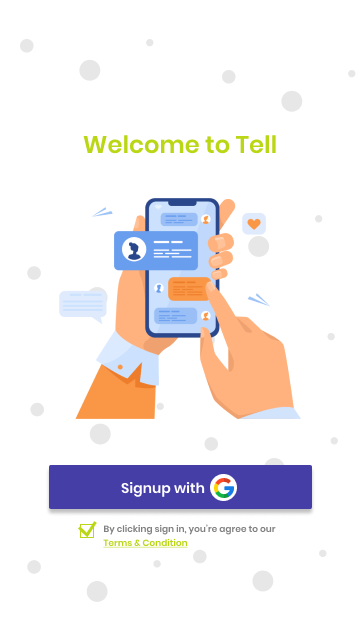 Welcome to Tell
Signup with
By clicking sign in, you're agree to our
Terms & Condition